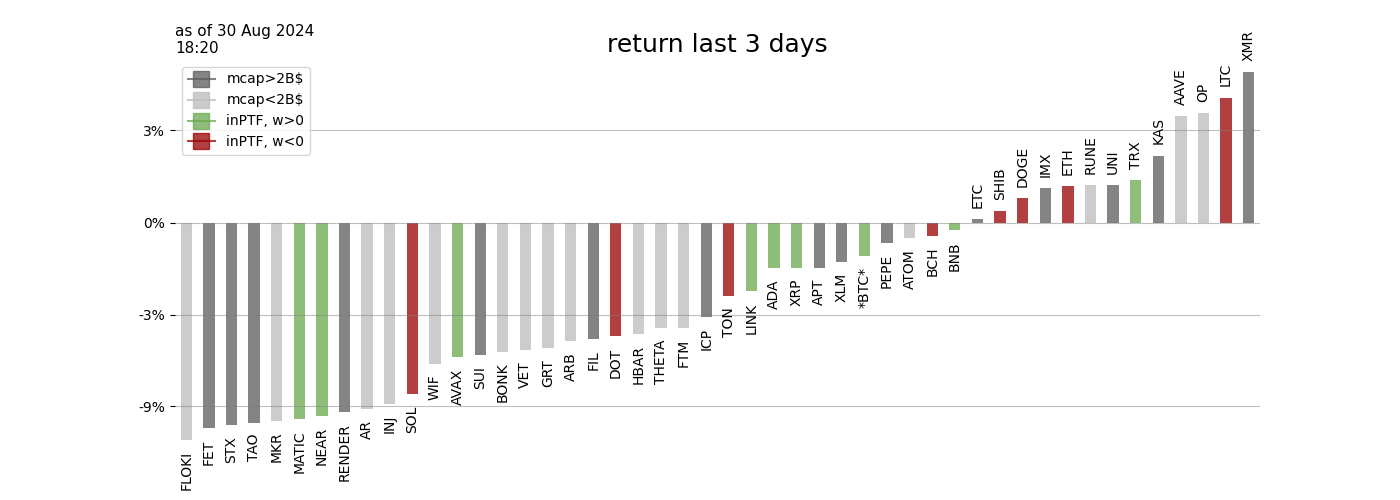 as of 30 Aug 2024
18:20
return last 3 days
mcap>2B$
mcap<2B$
inPTF, w>0
inPTF, w<0
3%
0%
-3%
-9%
FLOKI
FET
STX
TAO
MKR
MATIC
NEAR
RENDER
AR
INJ
SOL
WIF
AVAX
SUI
BONK
VET
GRT
ARB
FIL
DOT
HBAR
THETA
FTM
ICP
TON
LINK
ADA
XRP
APT
XLM
*BTC*
PEPE
ATOM
BCH
BNB
ETC
SHIB
DOGE
IMX
ETH
RUNE
UNI
TRX
KAS
AAVE
OP
LTC
XMR